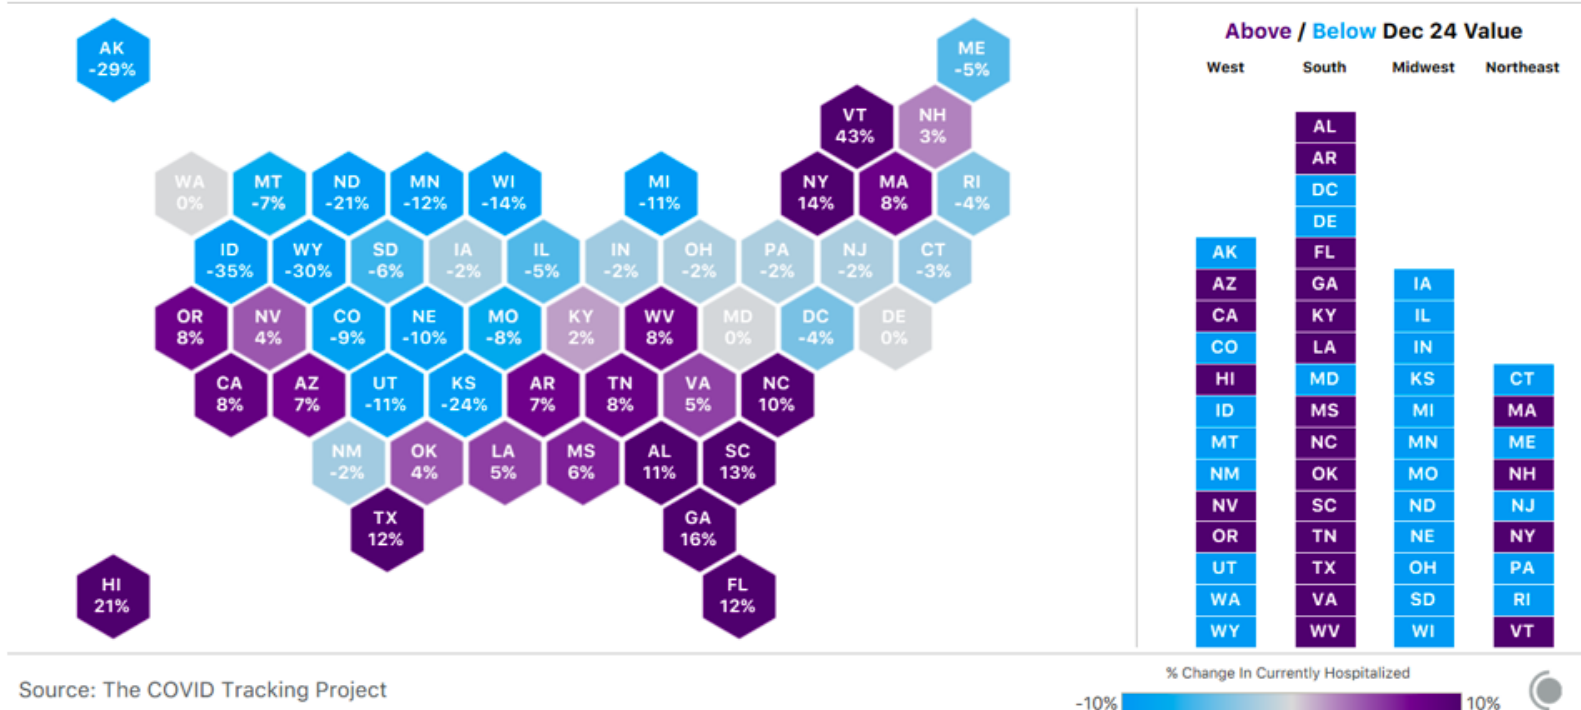 AK
-29%
ME
-5%
VT
43%
NH
3%
WA
0%
MT
-7%
ND
-21%
MN
-12%
WI
-14%
MI
-11%
NY
14%
MA
8%
RI
-4%
ID
-35%
WY
-30%
SD
-6%
IA
-2%
IL
-5%
IN
-2%
OH
-2%
PA
-2%
NJ
-2%
CT
-3%
OR
8%
NV
4%
CO
-9%
NE
-10%
MO
-8%
KY
2%
WV
8%
MD
0%
DC
-4%
DE
0%
CA
8%
AZ
7%
UT
-11%
KS
-24%
AR
7%
TN
8%
VA
5%
NC
10%
NM
-2%
OK
4%
LA
5%
MS
6%
AL
11%
SC
13%
TX
12%
GA
16%
HI
21%
FL
12%
Above / Below Dec 24 Value
West
AK
AZ
CA
CO
HI
ID
MT
NM
NV
OR
UT
WA
WY
South
AL
AR
DC
DE
FL
GA
KY
LA
MD
MS
NC
OK
SC
TN
TX
VA
WV
Midwest
IA
IL
IN
KS
MI
MN
MO
ND
NE
OH
SD
WI
Northeast
CT
MA
ME
NH
NJ
NY
PA
RI
VT
Source: The COVID Tracking Project
% Change In Currently Hospitalized
-10% 10%